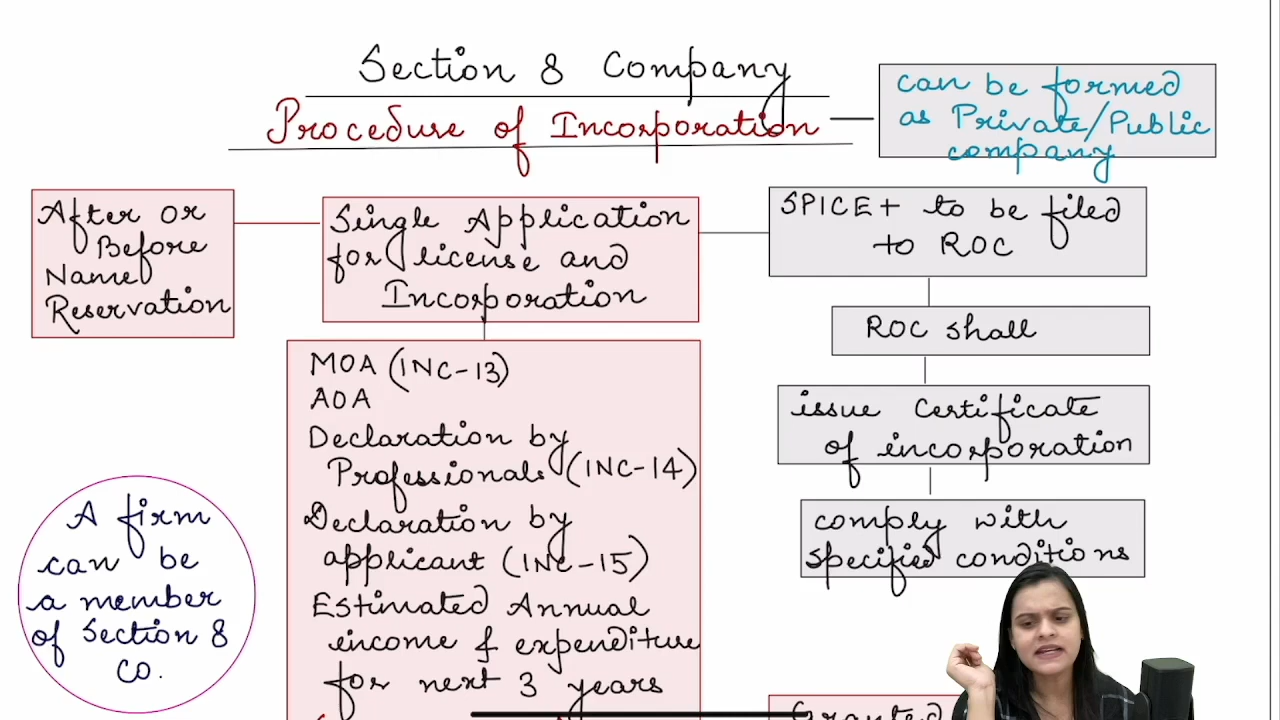 Section 8 Company
Procedure of Incorporation
can be formed
as Private/Public
company
After or
Before
Name
Reservation
Single Application
for license and
Incorporation
SPICE+ to be filed
to ROC
ROC shall
issue Certificate
of incorporation
comply with
specified conditions
MOA (INC-13)
AOA
Declaration by
Professionals (INC-14)
Declaration by
applicant (INC-15)
Estimated Annual
income & expenditure
for next 3 years
A firm
can be
a member
of Section 8
Co.
Granted